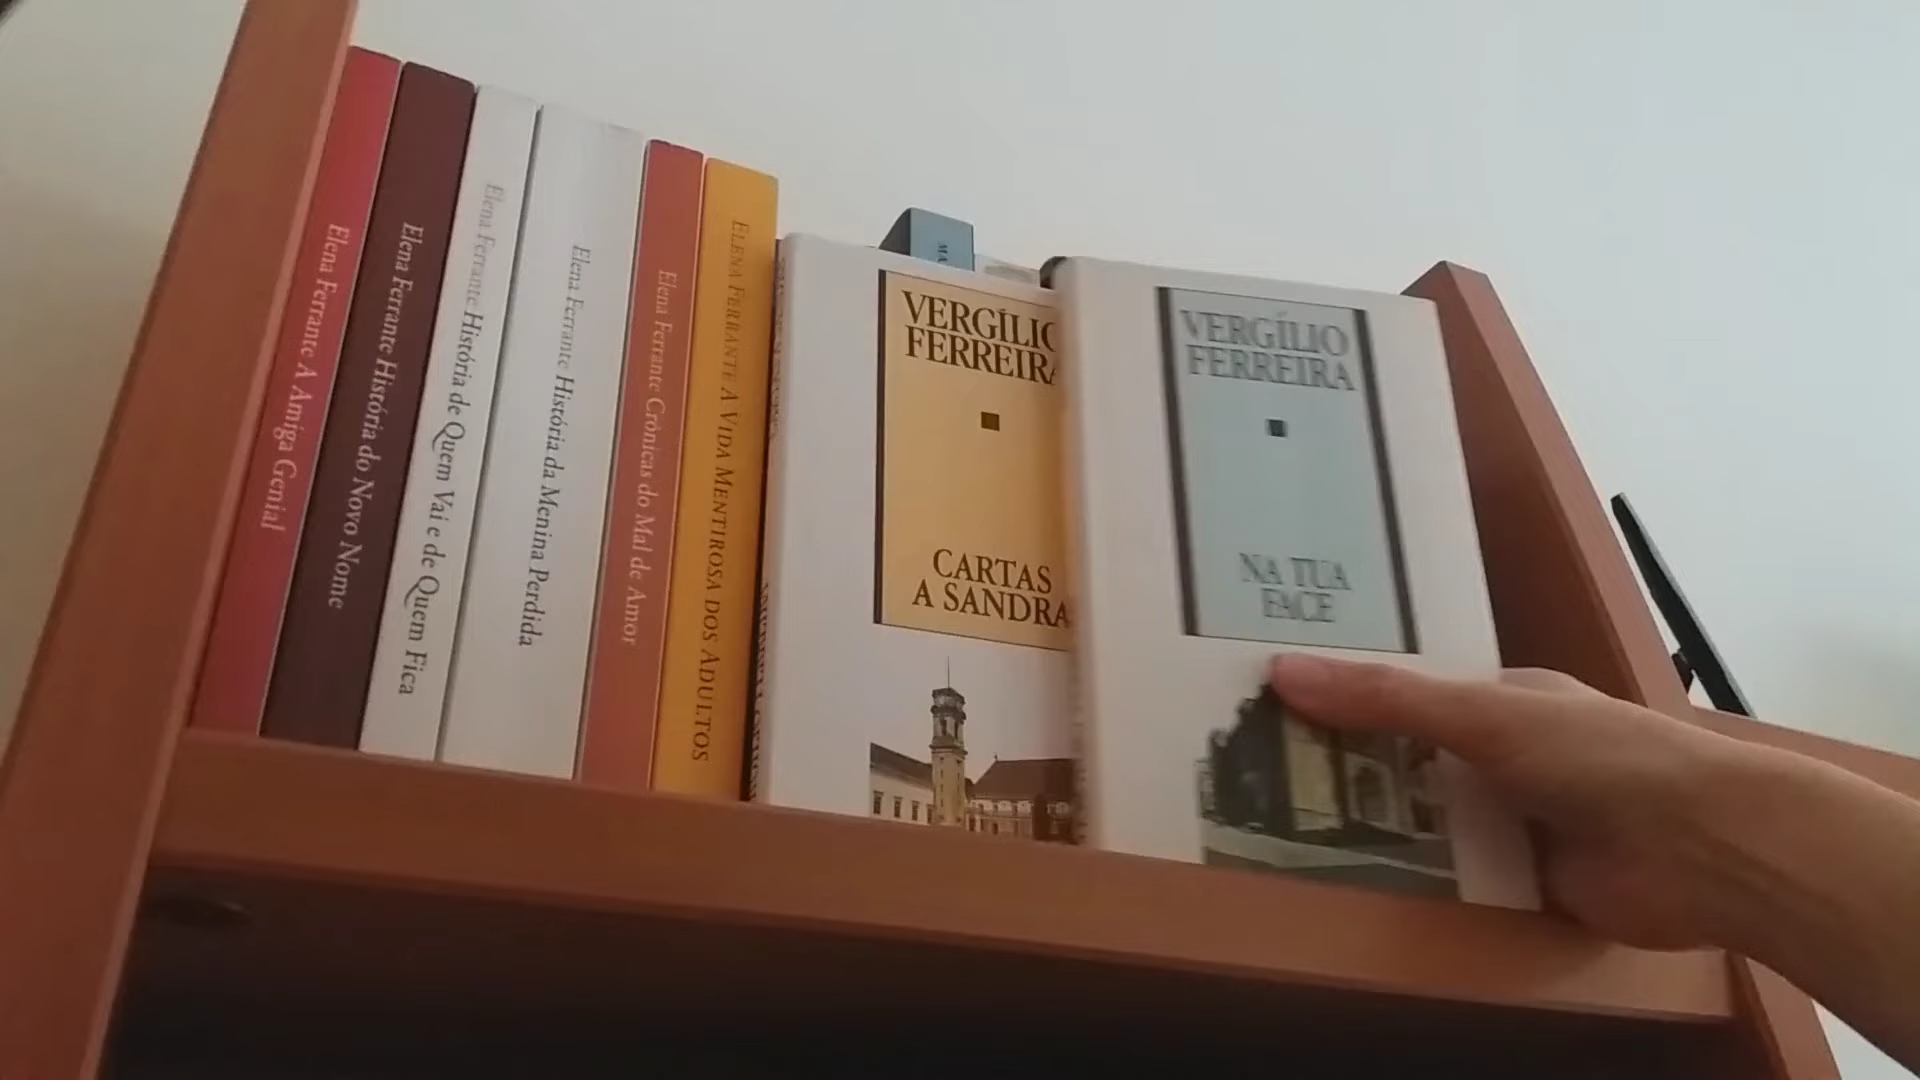 Elena Ferrante A Amiga Genial
Elena Ferrante História do Novo Nome
Elena Ferrante História de Quem Vai e de Quem Fica
Elena Ferrante História da Menina Perdida
Elena Ferrante Crónicas do Mal de Amor
ELENA FERRANTE A VIDA MENTIROSA DOS ADULTOS
MA
VERGÍLIO
FERREIRA
CARTAS
A SANDRA
VERGÍLIO
FERREIRA
NA TUA
FACE